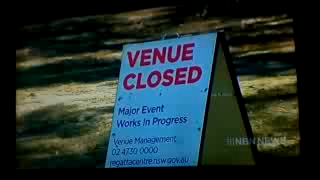 VENUE
CLOSED
Major Event
Works In Progress
Venue Management
02 4730 0000
regattacentre.nsw.gov.au
NBN NEWS